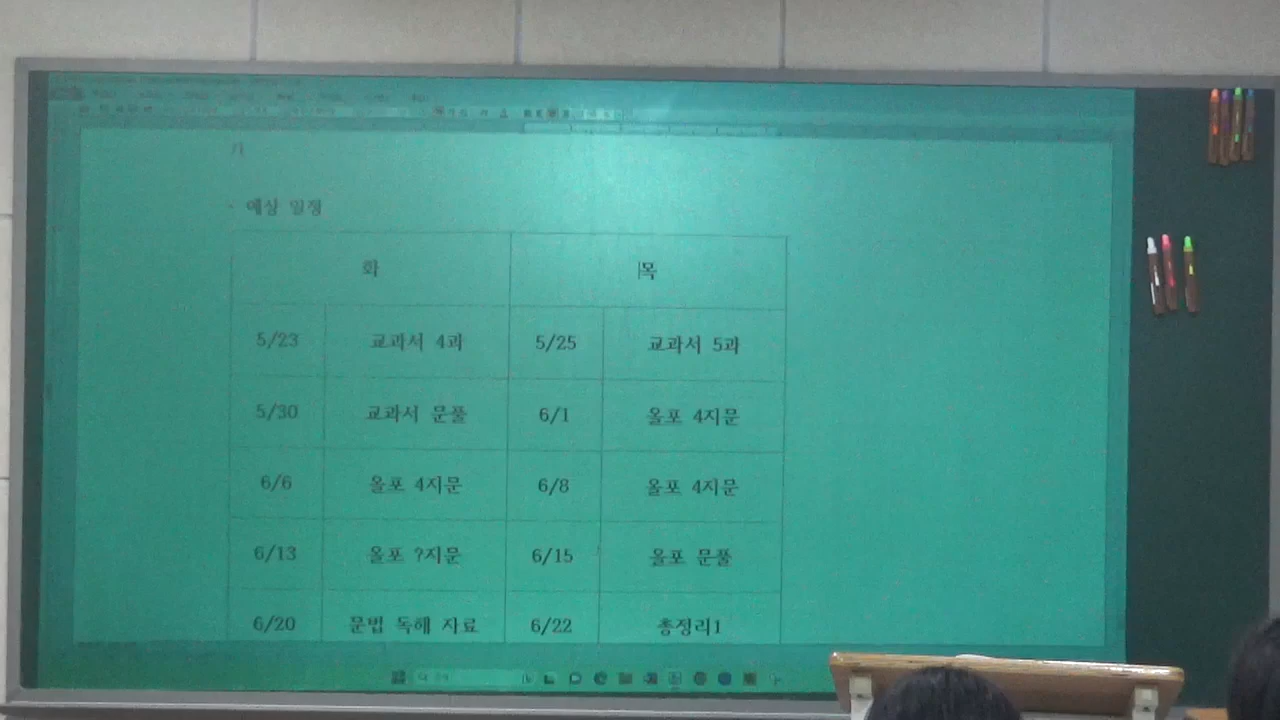 - 예상 일정
화 목
5/23 교과서 4과 5/25 교과서 5과
5/30 교과서 문풀 6/1 올포 4지문
6/6 올포 4지문 6/8 올포 4지문
6/13 올포 ?지문 6/15 올포 문풀
6/20 문법 독해 자료 6/22 총정리1